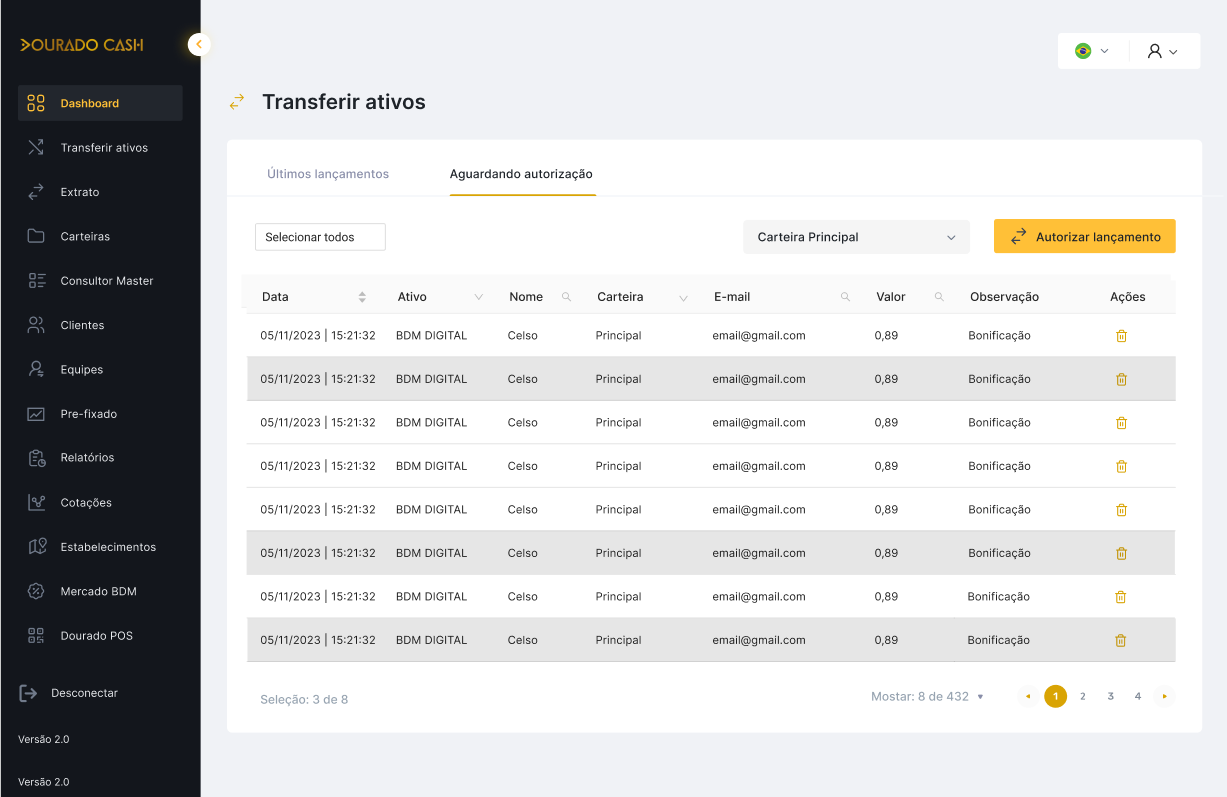 DOURADO CASH
Dashboard
Transferir ativos
Extrato
Carteiras
Consultor Master
Clientes
Equipes
Pre-fixado
Relatórios
Cotações
Estabelecimentos
Mercado BDM
Dourado POS
Desconectar
Versão 2.0
Versão 2.0
Transferir ativos
Últimos lançamentos Aguardando autorização
Selecionar todos Carteira Principal Autorizar lançamento
Data Ativo Nome Carteira E-mail Valor Observação Ações
05/11/2023 | 15:21:32 BDM DIGITAL Celso Principal email@gmail.com 0,89 Bonificação
05/11/2023 | 15:21:32 BDM DIGITAL Celso Principal email@gmail.com 0,89 Bonificação
05/11/2023 | 15:21:32 BDM DIGITAL Celso Principal email@gmail.com 0,89 Bonificação
05/11/2023 | 15:21:32 BDM DIGITAL Celso Principal email@gmail.com 0,89 Bonificação
05/11/2023 | 15:21:32 BDM DIGITAL Celso Principal email@gmail.com 0,89 Bonificação
05/11/2023 | 15:21:32 BDM DIGITAL Celso Principal email@gmail.com 0,89 Bonificação
05/11/2023 | 15:21:32 BDM DIGITAL Celso Principal email@gmail.com 0,89 Bonificação
05/11/2023 | 15:21:32 BDM DIGITAL Celso Principal email@gmail.com 0,89 Bonificação
Seleção: 3 de 8 Mostar: 8 de 432 1 2 3 4